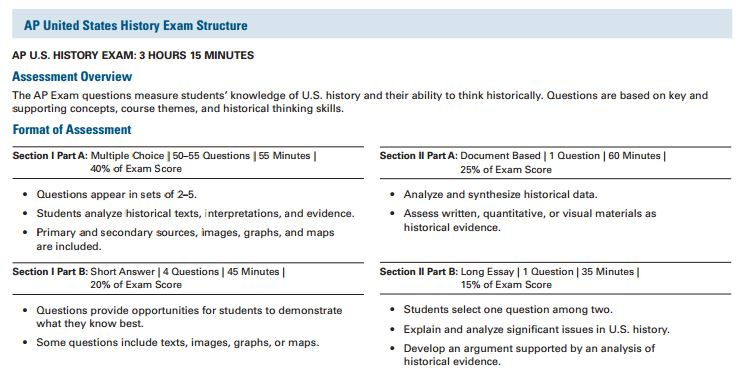 AP United States History Exam Structure
AP U.S. HISTORY EXAM: 3 HOURS 15 MINUTES
Assessment Overview
The AP Exam questions measure students' knowledge of U.S. history and their ability to think historically. Questions are based on key and
supporting concepts, course themes, and historical thinking skills.
Format of Assessment
Section I Part A: Multiple Choice | 50–55 Questions | 55 Minutes |
40% of Exam Score
• Questions appear in sets of 2–5.
• Students analyze historical texts, interpretations, and evidence.
• Primary and secondary sources, images, graphs, and maps
are included.
Section I Part B: Short Answer | 4 Questions | 45 Minutes |
20% of Exam Score
• Questions provide opportunities for students to demonstrate
what they know best.
• Some questions include texts, images, graphs, or maps.
Section II Part A: Document Based | 1 Question | 60 Minutes |
25% of Exam Score
• Analyze and synthesize historical data.
• Assess written, quantitative, or visual materials as
historical evidence.
Section II Part B: Long Essay | 1 Question | 35 Minutes |
15% of Exam Score
• Students select one question among two.
• Explain and analyze significant issues in U.S. history.
• Develop an argument supported by an analysis of
historical evidence.